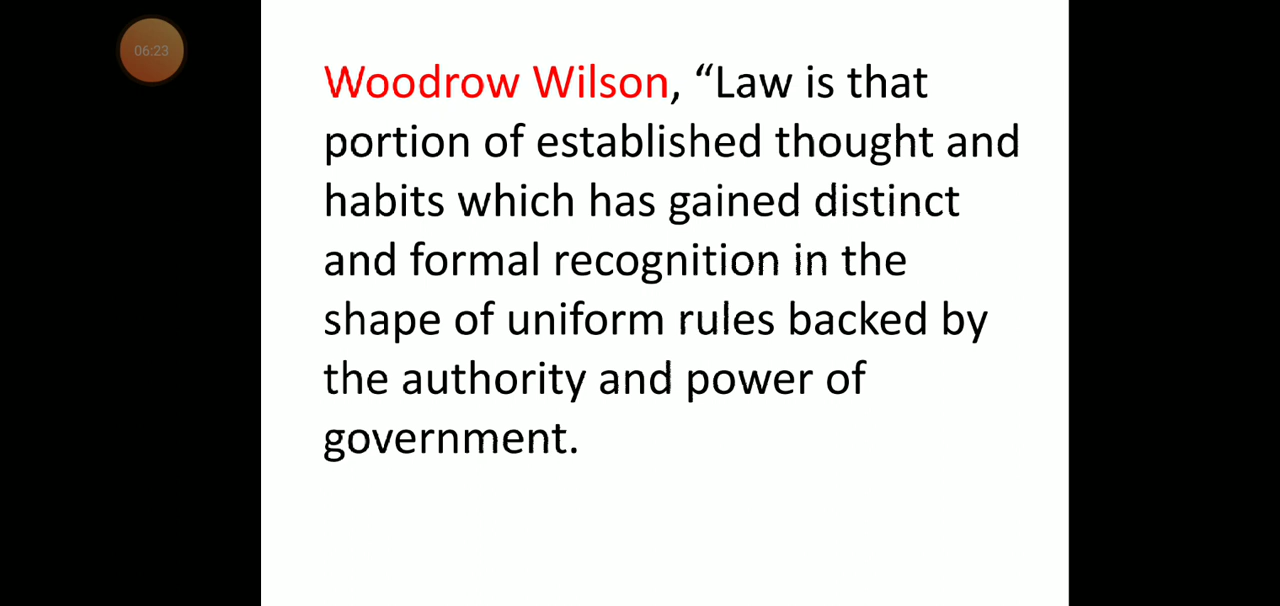 06:23
Woodrow Wilson, “Law is that
portion of established thought and
habits which has gained distinct
and formal recognition in the
shape of uniform rules backed by
the authority and power of
government.